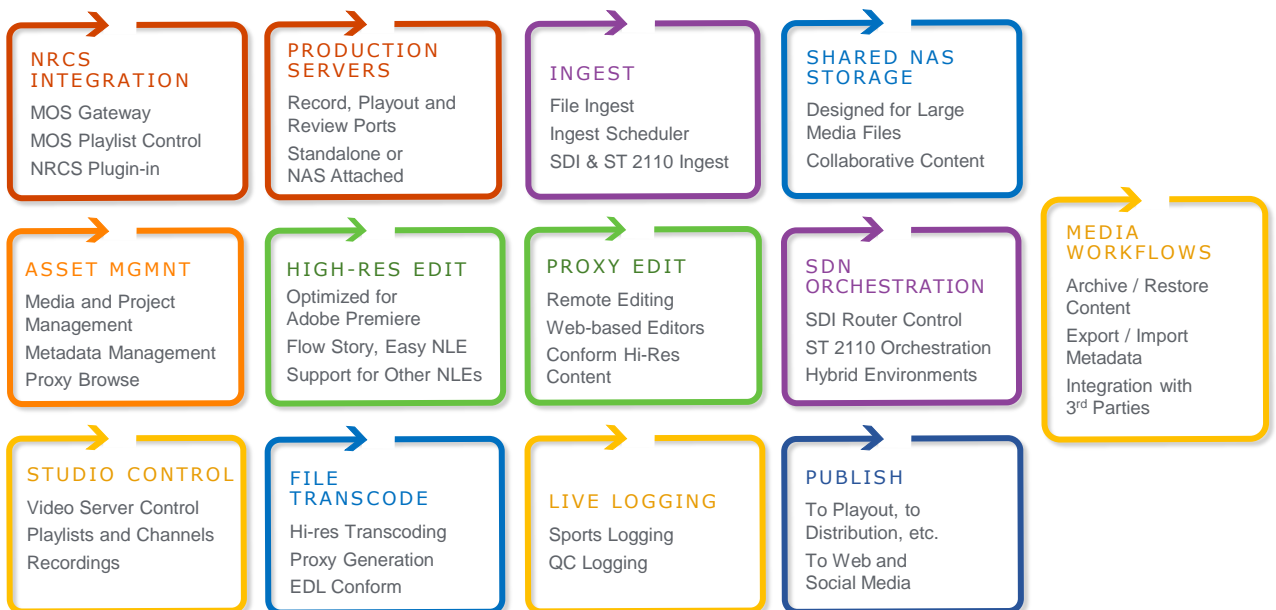 NRCS
INTEGRATION
MOS Gateway
MOS Playlist Control
NRCS Plugin-in
PRODUCTION
SERVERS
Record, Playout and
Review Ports
Standalone or
NAS Attached
INGEST
File Ingest
Ingest Scheduler
SDI & ST 2110 Ingest
SHARED NAS
STORAGE
Designed for Large
Media Files
Collaborative Content
ASSET MGMNT
Media and Project
Management
Metadata Management
Proxy Browse
HIGH-RES EDIT
Optimized for
Adobe Premiere
Flow Story, Easy NLE
Support for Other NLEs
PROXY EDIT
Remote Editing
Web-based Editors
Conform Hi-Res
Content
SDN
ORCHESTRATION
SDI Router Control
ST 2110 Orchestration
Hybrid Environments
MEDIA
WORKFLOWS
Archive / Restore
Content
Export / Import
Metadata
Integration with
3rd Parties
STUDIO CONTROL
Video Server Control
Playlists and Channels
Recordings
FILE
TRANSCODE
Hi-res Transcoding
Proxy Generation
EDL Conform
LIVE LOGGING
Sports Logging
QC Logging
PUBLISH
To Playout, to
Distribution, etc.
To Web and
Social Media